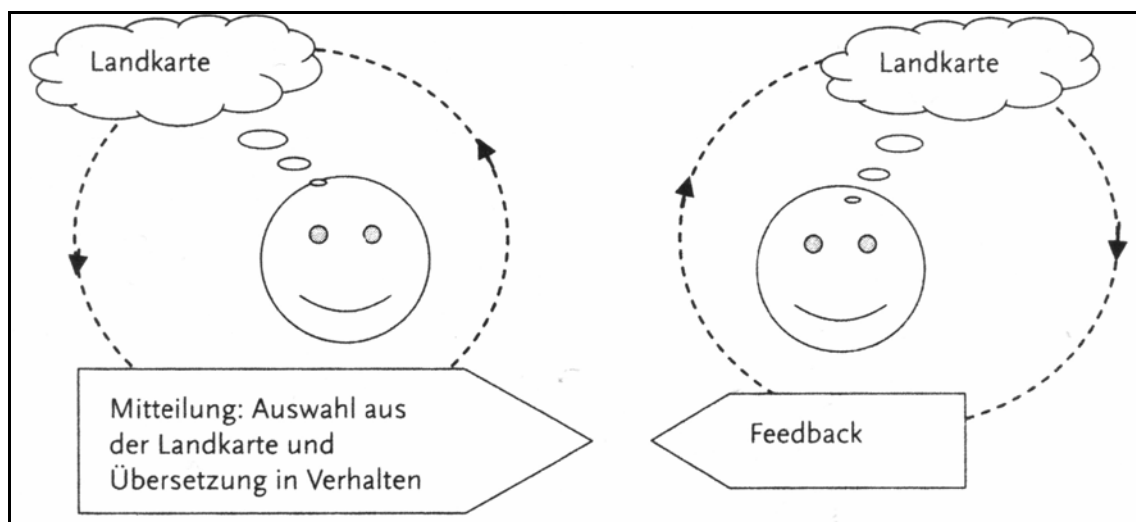 Landkarte
Landkarte
Mitteilung: Auswahl aus
der Landkarte und
Übersetzung in Verhalten
Feedback